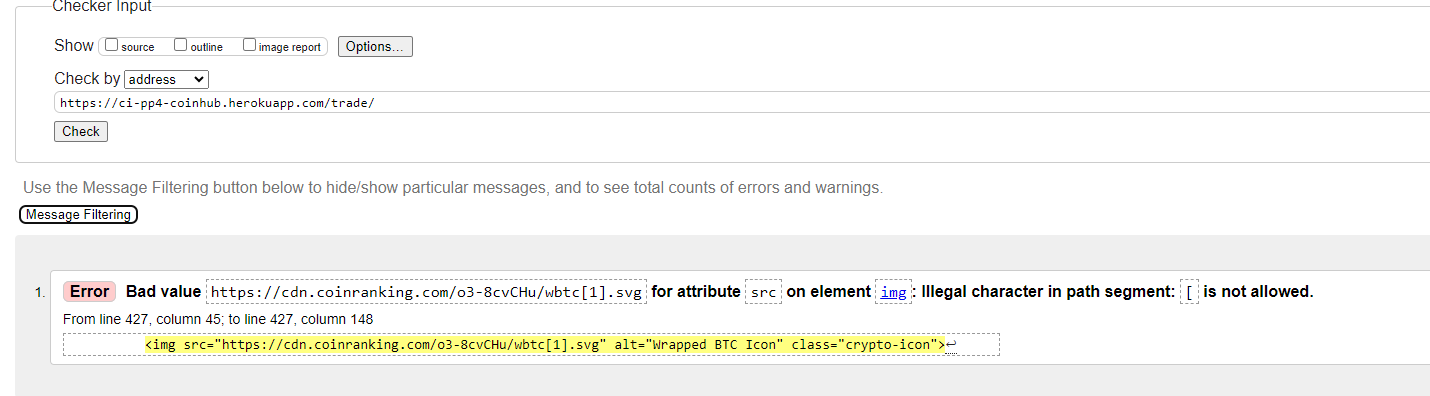 Checker Input
Show source outline image report Options...
Check by address
https://ci-pp4-coinhub.herokuapp.com/trade/
Check
Use the Message Filtering button below to hide/show particular messages, and to see total counts of errors and warnings.
Message Filtering
1. Error Bad value https://cdn.coinranking.com/o3-8cvCHu/wbtc[1].svg for attribute src on element img: Illegal character in path segment: [ is not allowed.
From line 427, column 45; to line 427, column 148
<img src="https://cdn.coinranking.com/o3-8cvCHu/wbtc[1].svg" alt="Wrapped BTC Icon" class="crypto-icon">↩